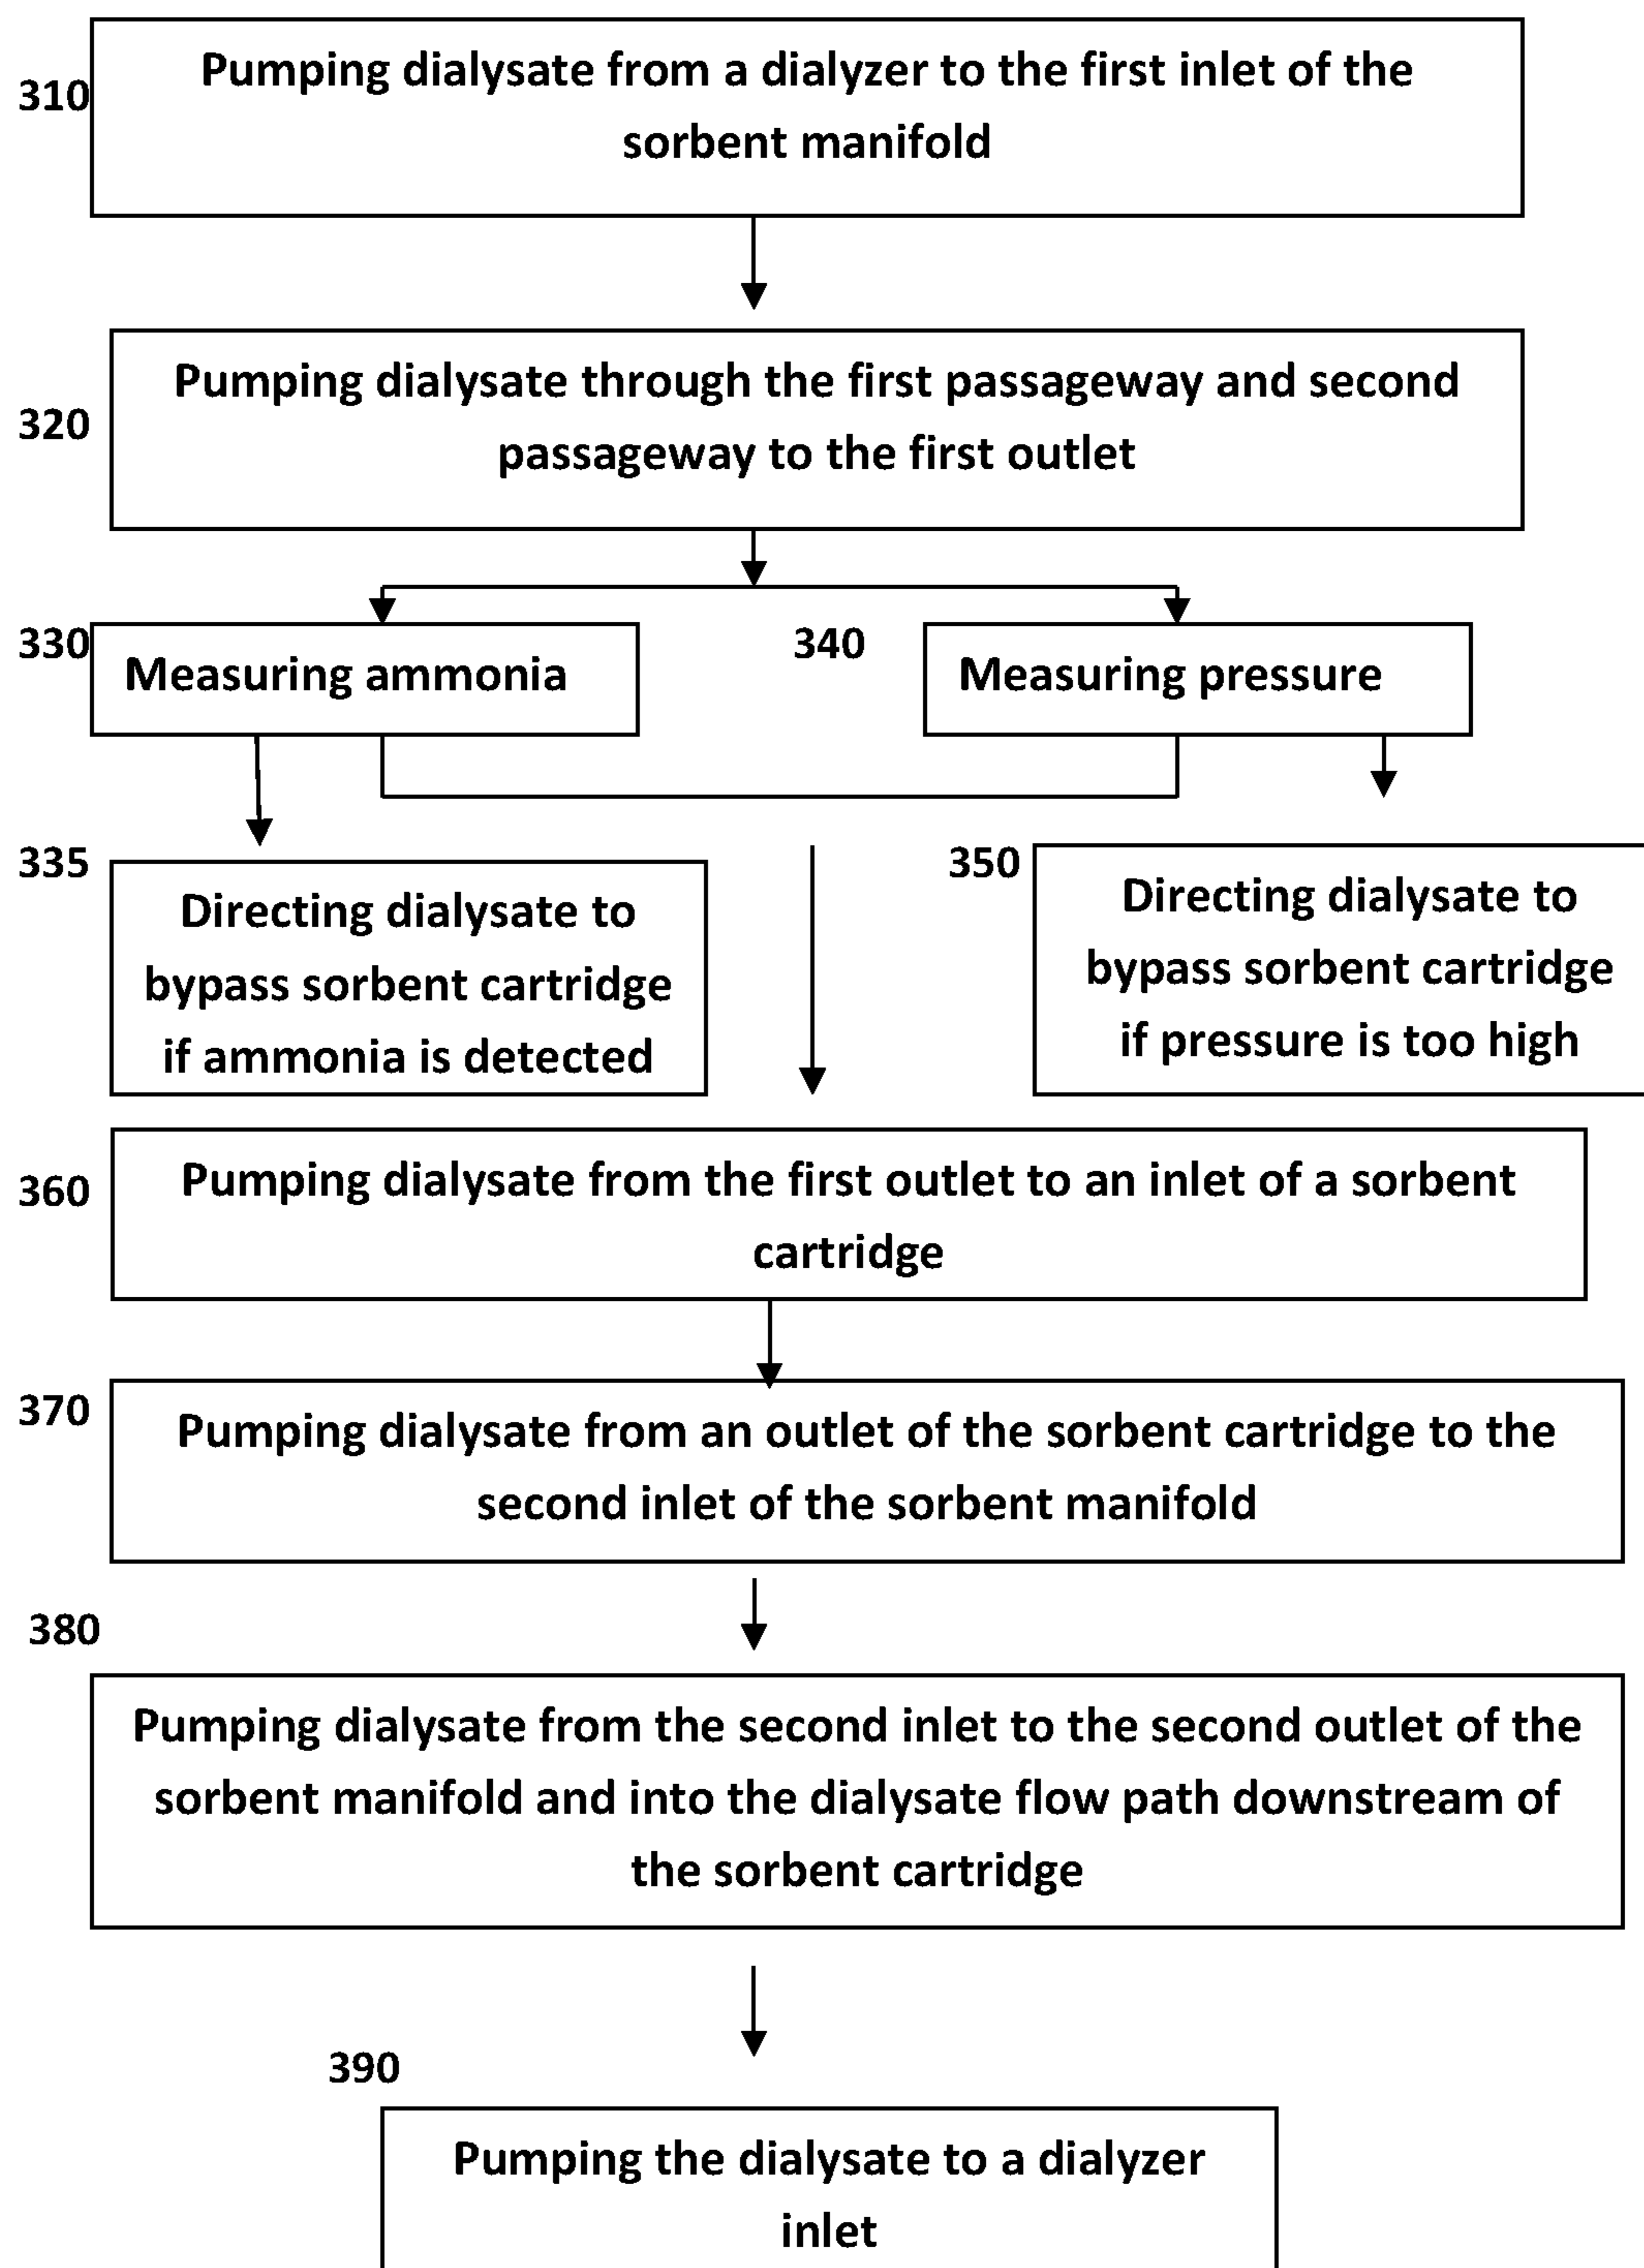 310
Pumping dialysate from a dialyzer to the first inlet of the
sorbent manifold
320
Pumping dialysate through the first passageway and second
passageway to the first outlet
330
Measuring ammonia
340
Measuring pressure
335
Directing dialysate to
bypass sorbent cartridge
if ammonia is detected
350
Directing dialysate to
bypass sorbent cartridge
if pressure is too high
360
Pumping dialysate from the first outlet to an inlet of a sorbent
cartridge
370
Pumping dialysate from an outlet of the sorbent cartridge to the
second inlet of the sorbent manifold
380
Pumping dialysate from the second inlet to the second outlet of the
sorbent manifold and into the dialysate flow path downstream of
the sorbent cartridge
390
Pumping the dialysate to a dialyzer
inlet